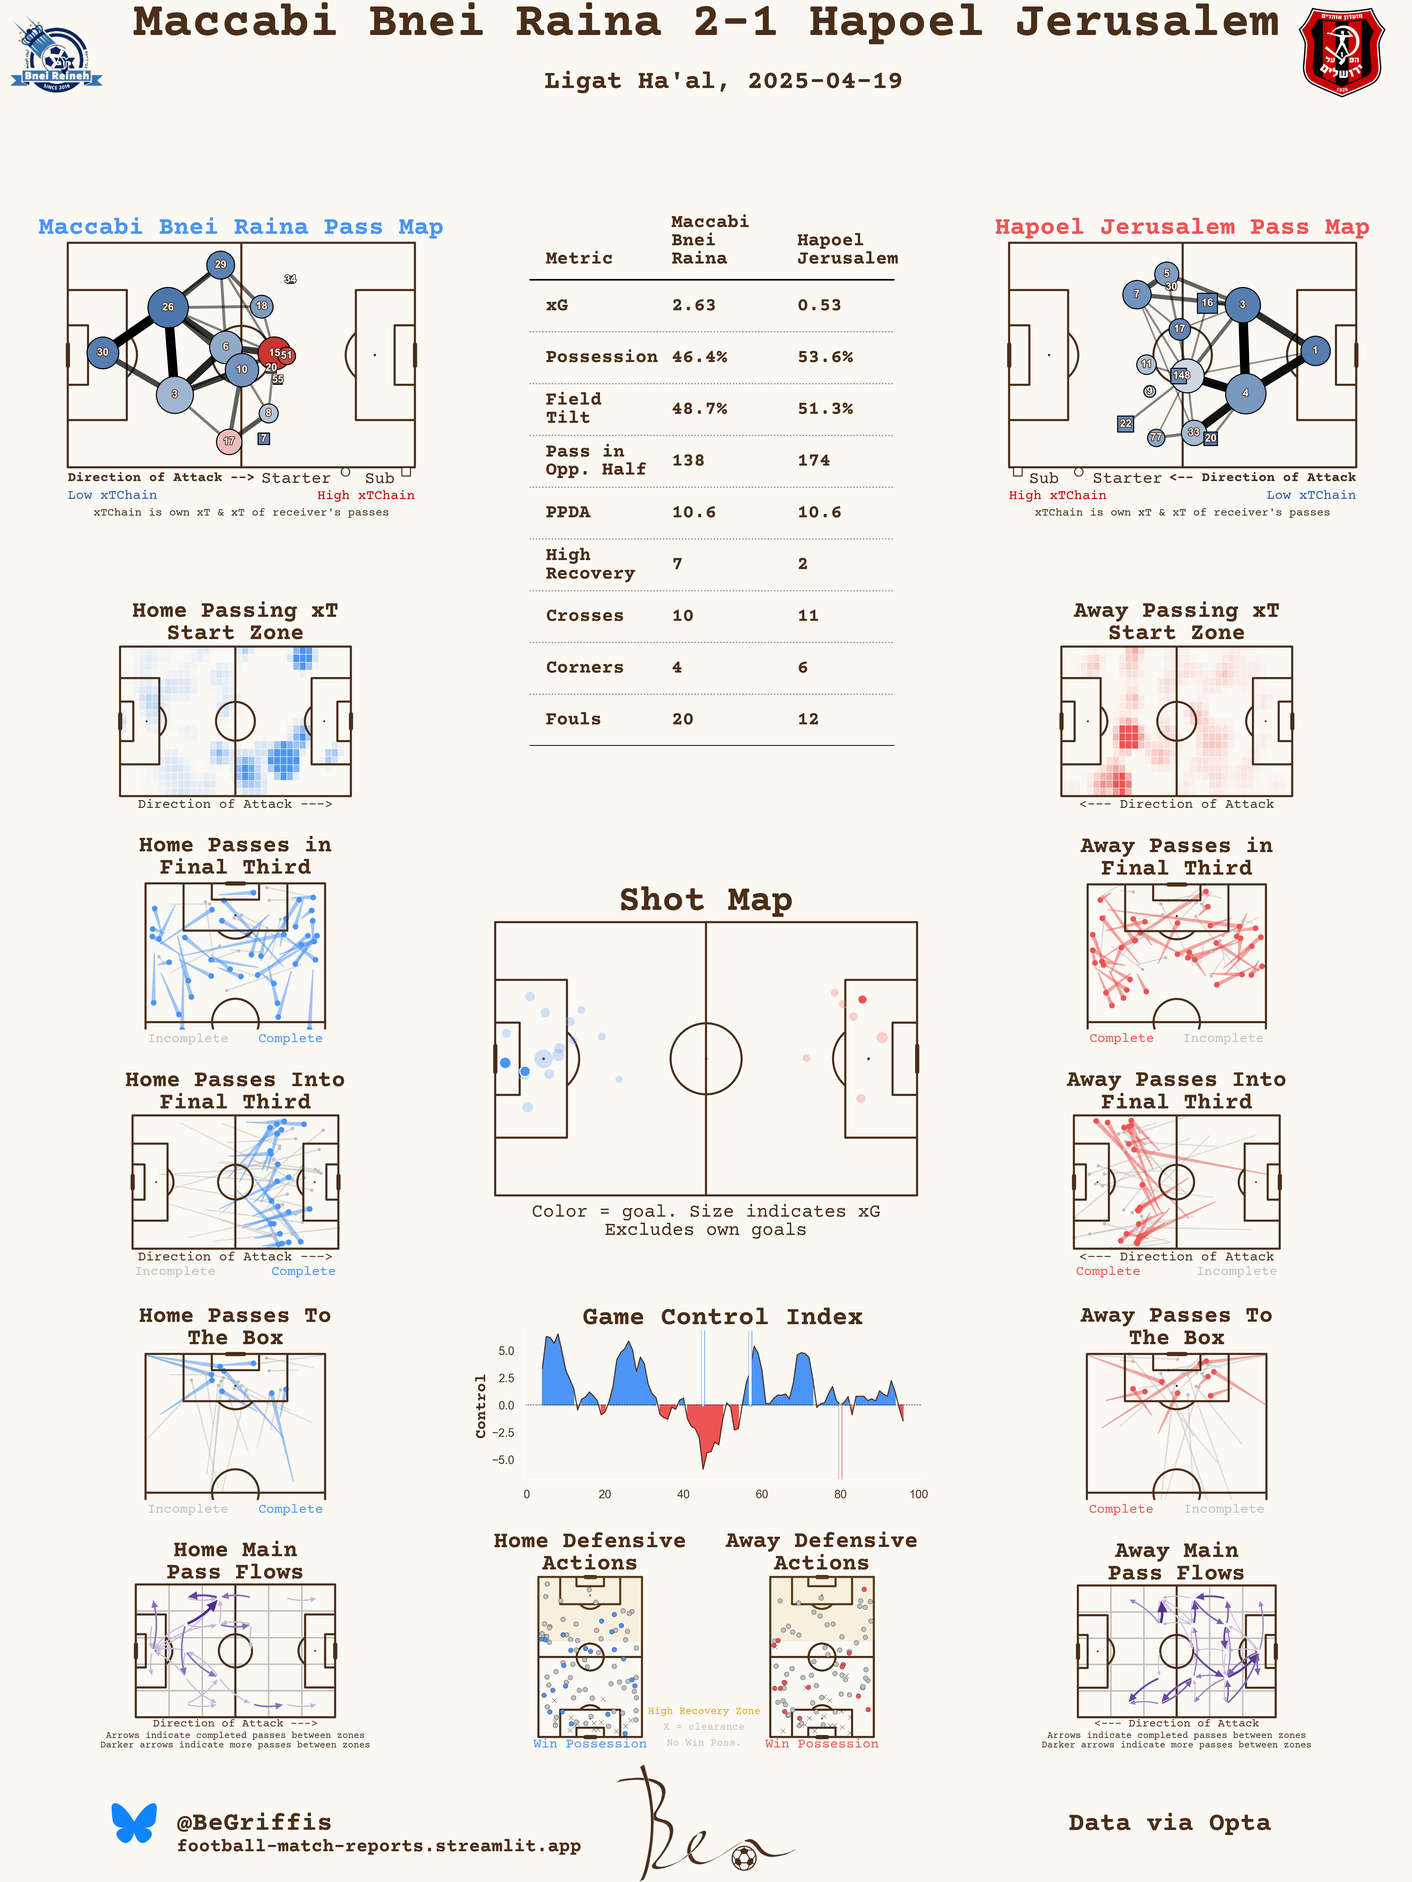 Maccabi Bnei Raina 2-1 Hapoel Jerusalem
Ligat Ha'al, 2025-04-19
Bnei Reineh
SINCE 2016
מועדון אוהדים
הפועל
ירושלים
1926
Maccabi Bnei Raina Pass Map
29
34
26
18
30
6
15
51
10
20
55
3
8
17
7
Direction of Attack --> Starter Sub
Low xTChain High xTChain
xTChain is own xT & xT of receiver's passes
Metric Maccabi Bnei Raina Hapoel Jerusalem
xG 2.63 0.53
Possession 46.4% 53.6%
Field Tilt 48.7% 51.3%
Pass in Opp. Half 138 174
PPDA 10.6 10.6
High Recovery 7 2
Crosses 10 11
Corners 4 6
Fouls 20 12
Hapoel Jerusalem Pass Map
5
30
7
16
3
17
1
11
148
9
4
22
77
33
20
Sub Starter <-- Direction of Attack
High xTChain Low xTChain
xTChain is own xT & xT of receiver's passes
Home Passing xT
Start Zone
Direction of Attack --->
Away Passing xT
Start Zone
<--- Direction of Attack
Home Passes in
Final Third
Incomplete Complete
Away Passes in
Final Third
Complete Incomplete
Shot Map
Color = goal. Size indicates xG
Excludes own goals
Home Passes Into
Final Third
Direction of Attack --->
Incomplete Complete
Away Passes Into
Final Third
<--- Direction of Attack
Complete Incomplete
Home Passes To
The Box
Incomplete Complete
Game Control Index
Control
5.0
2.5
0.0
−2.5
−5.0
0 20 40 60 80 100
Away Passes To
The Box
Complete Incomplete
Home Main
Pass Flows
Direction of Attack --->
Arrows indicate completed passes between zones
Darker arrows indicate more passes between zones
Home Defensive
Actions
Win Possession
Away Defensive
Actions
Win Possession
High Recovery Zone
X = clearance
No Win Poss.
Away Main
Pass Flows
<--- Direction of Attack
Arrows indicate completed passes between zones
Darker arrows indicate more passes between zones
@BeGriffis
football-match-reports.streamlit.app
Ben
Data via Opta